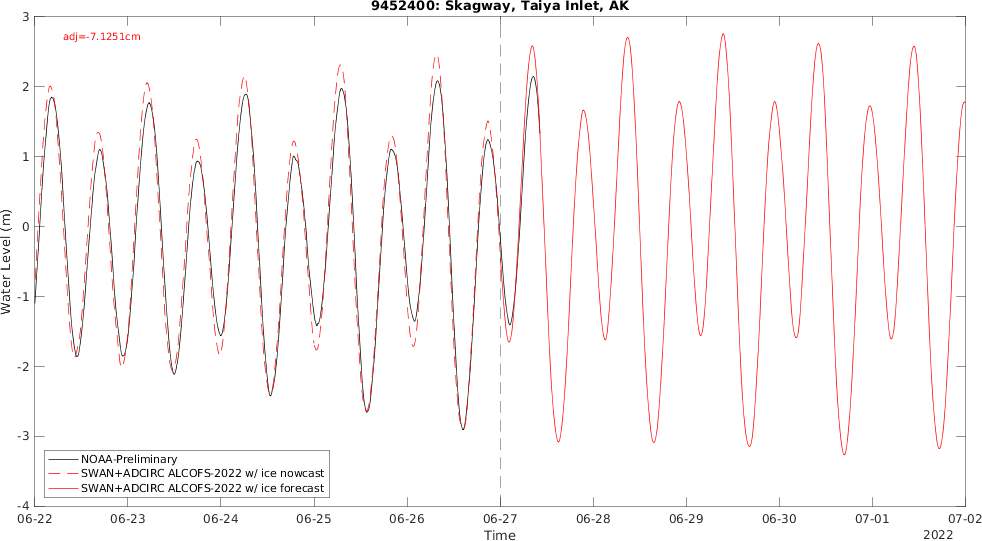 9452400: Skagway, Taiya Inlet, AK
adj=-7.1251cm
3
2
1
0
-1
-2
-3
-4
Water Level (m)
NOAA-Preliminary
SWAN+ADCIRC ALCOFS-2022 w/ ice nowcast
SWAN+ADCIRC ALCOFS-2022 w/ ice forecast
06-22 06-23 06-24 06-25 06-26 06-27 06-28 06-29 06-30 07-01 07-02
Time
2022